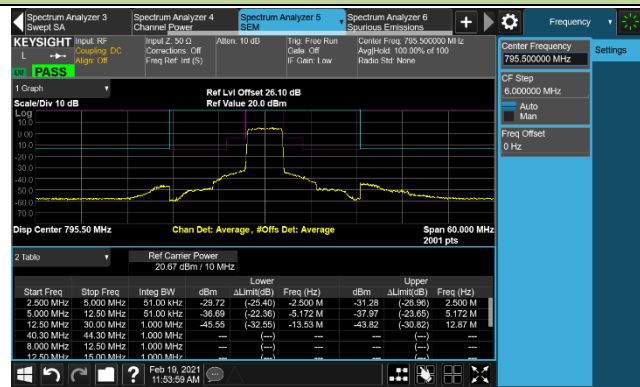 Spectrum Analyzer 3
Swept SA
Spectrum Analyzer 4
Channel Power
Spectrum Analyzer 5
SEM
Spectrum Analyzer 6
Spurious Emissions
+
Frequency
KEYSIGHT
L
LXI
PASS
Input: RF
Coupling: DC
Align: Off
Input Z: 50 Ω
Corrections: Off
Freq Ref: Int (S)
Atten: 10 dB
Trig: Free Run
Gate: Off
IF Gain: Low
Center Freq: 795.500000 MHz
Avg|Hold: 100.00% of 100
Radio Std: None
Center Frequency
795.500000 MHz
Settings
CF Step
6.000000 MHz
Auto
Man
Freq Offset
0 Hz
1 Graph
Scale/Div 10 dB
Ref Lvl Offset 26.10 dB
Ref Value 20.0 dBm
Log
10.0
0.00
-10.0
-20.0
-30.0
-40.0
-50.0
-60.0
-70.0
Disp Center 795.50 MHz
Chan Det: Average, #Offs Det: Average
Span 60.000 MHz
2001 pts
2 Table
Ref Carrier Power
20.67 dBm / 10 MHz
Lower Upper
Start Freq Stop Freq Integ BW dBm ΔLimit(dB) Freq (Hz) dBm ΔLimit(dB) Freq (Hz)
2.500 MHz 5.000 MHz 51.00 kHz -29.72 (-25.40) -2.500 M -31.28 (-26.96) 2.500 M
5.000 MHz 12.50 MHz 51.00 kHz -36.69 (-22.36) -5.172 M -37.97 (-23.65) 5.172 M
12.50 MHz 30.00 MHz 1.000 MHz -45.55 (-32.55) -13.53 M -43.82 (-30.82) 12.87 M
40.30 MHz 44.30 MHz 1.000 MHz --- (---) --- --- (---) ---
8.000 MHz 12.50 MHz 1.000 MHz --- (---) --- --- (---) ---
12.50 MHz 15.00 MHz 1.000 MHz --- (---) --- --- (---) ---
?
Feb 19, 2021
11:53:59 AM